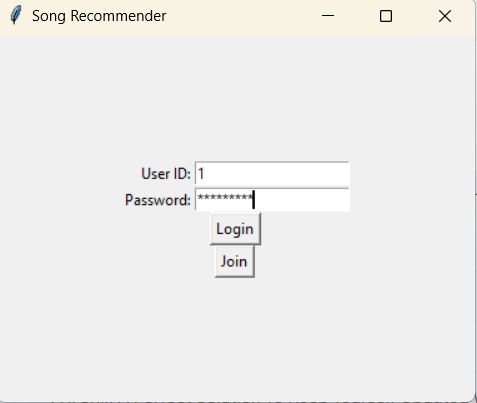 Song Recommender
User ID: 1
Password: *********
Login
Join